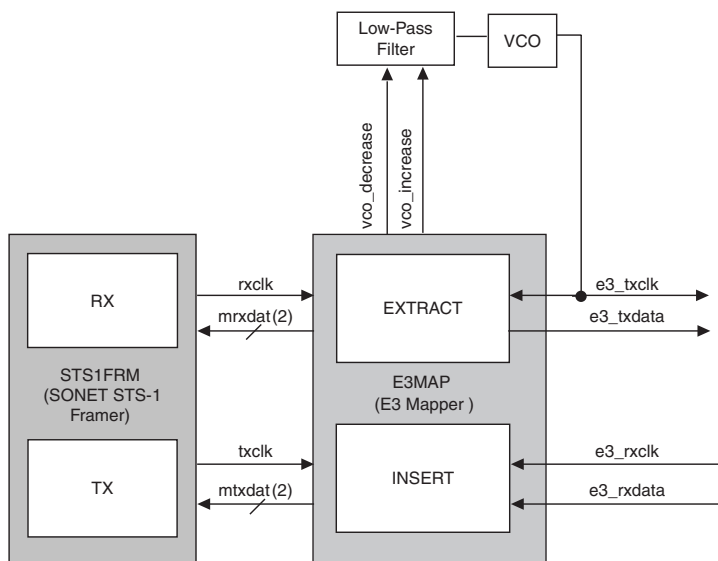 Low-Pass
Filter
VCO
vco_decrease
vco_increase
RX
rxclk
mrxdat(2)
EXTRACT
e3_txclk
e3_txdata
STS1FRM
(SONET STS-1
Framer)
E3MAP
(E3 Mapper )
TX
txclk
mtxdat(2)
INSERT
e3_rxclk
e3_rxdata